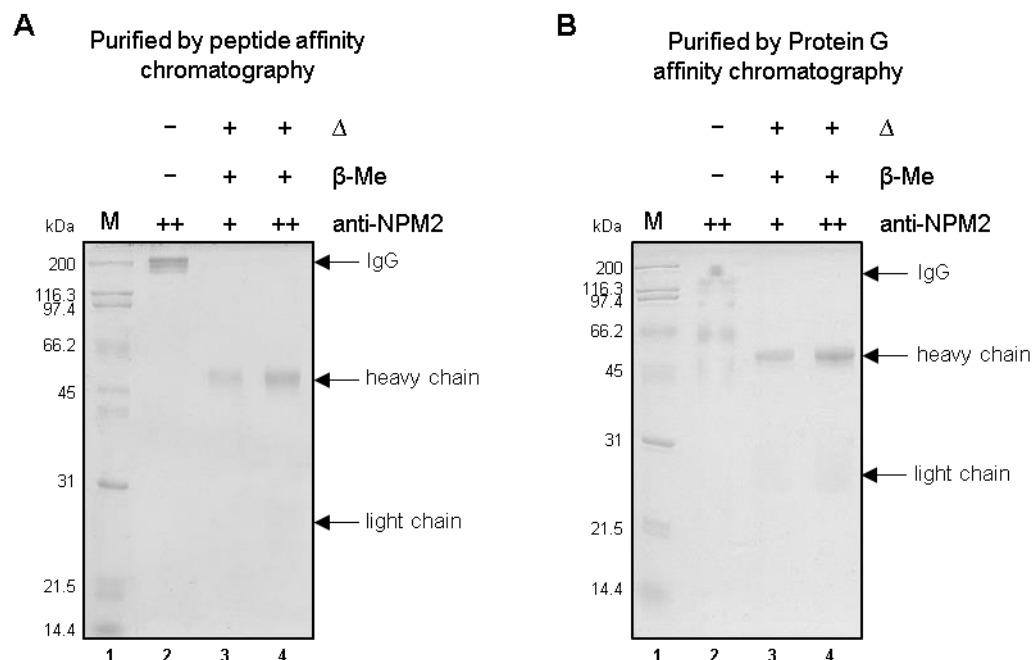 A
Purified by peptide affinity
chromatography
− + + Δ
− + + β-Me
kDa M ++ + ++ anti-NPM2
200
IgG
116.3
97.4
66.2
heavy chain
45
31
light chain
21.5
14.4
1 2 3 4
B
Purified by Protein G
affinity chromatography
− + + Δ
− + + β-Me
kDa M ++ + ++ anti-NPM2
200
IgG
116.3
97.4
66.2
heavy chain
45
31
light chain
21.5
14.4
1 2 3 4